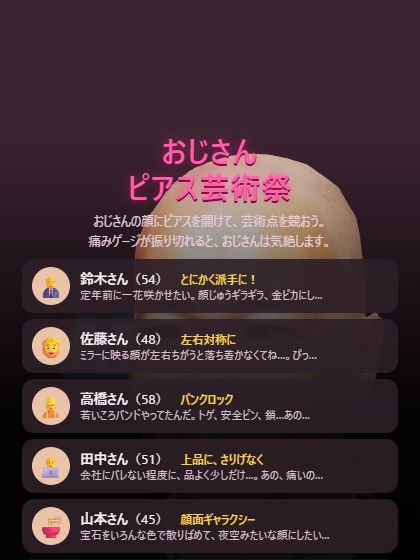 おじさん
ピアス芸術祭
おじさんの顔にピアスを開けて、芸術点を競おう。
痛みゲージが振り切れると、おじさんは気絶します。
鈴木さん（54） とにかく派手に！
定年前に一花咲かせたい。顔じゅうギラギラ、金ピカにし...
佐藤さん（48） 左右対称に
ミラーに映る顔が左右ちがうと落ち着かなくてね...。ぴっ...
高橋さん（58） パンクロック
若いころバンドやってたんだ。トゲ、安全ピン、鎖...あの...
田中さん（51） 上品に、さりげなく
会社にバレない程度に、品よく少しだけ...。あの、痛いの...
山本さん（45） 顔面ギャラクシー
宝石をいろんな色で散りばめて、夜空みたいな顔にしたい...